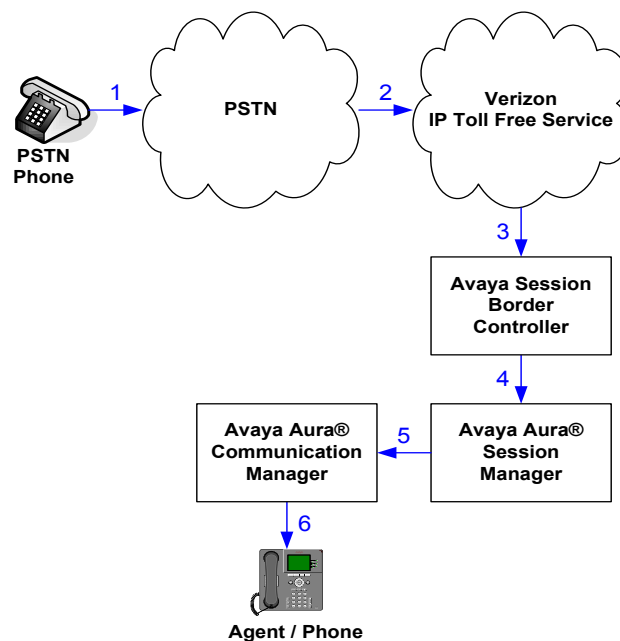 1
2
PSTN
Phone
PSTN
Verizon
IP Toll Free Service
3
Avaya Session
Border
Controller
4
Avaya Aura®
Session
Manager
5
Avaya Aura®
Communication
Manager
6
Agent / Phone